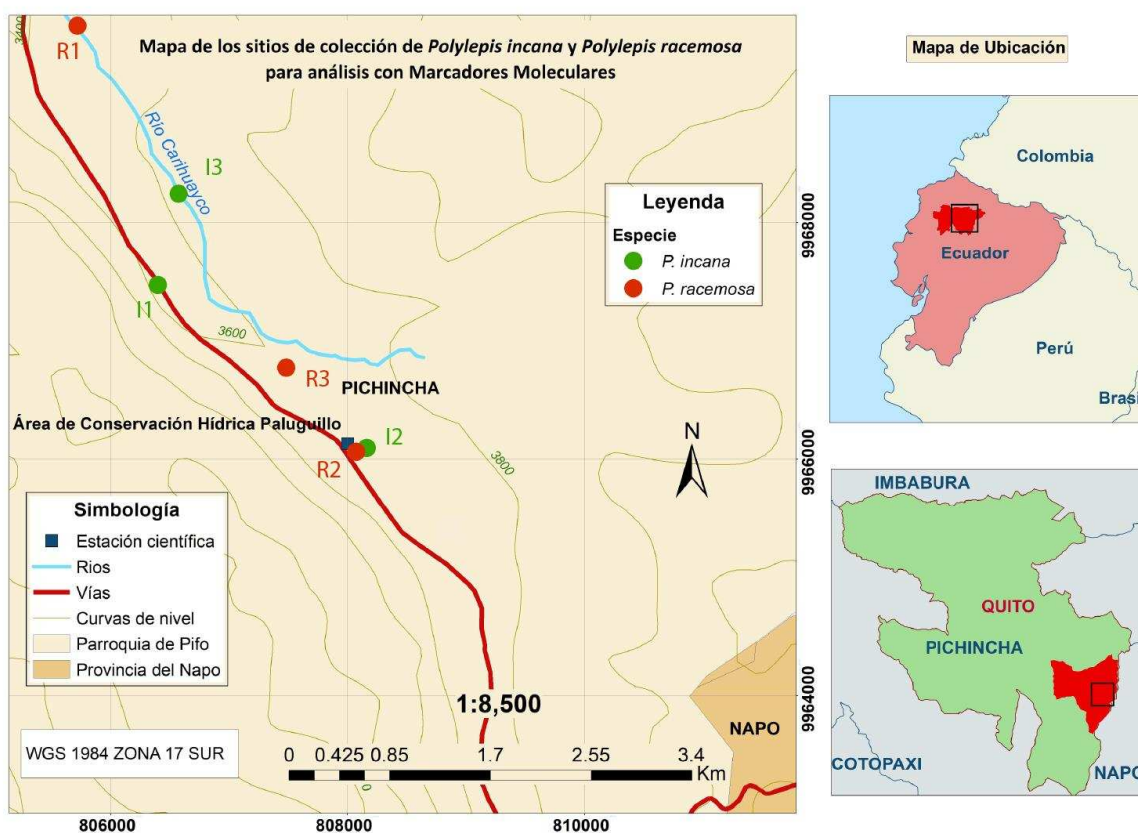 Mapa de los sitios de colección de Polylepis incana y Polylepis racemosa
para análisis con Marcadores Moleculares
3400
R1
Río Carihuayco
I3
I1
3600
R3
PICHINCHA
Área de Conservación Hídrica Paluguillo
I2
R2
3800
N
Leyenda
Especie
P. incana
P. racemosa
Simbología
Estación científica
Rios
Vías
Curvas de nivel
Parroquia de Pifo
Provincia del Napo
WGS 1984 ZONA 17 SUR
1:8,500
0 0.425 0.85 1.7 2.55 3.4
Km
NAPO
9968000
9966000
9964000
806000 808000 810000
Mapa de Ubicación
Colombia
Ecuador
Perú
Brasi
IMBABURA
QUITO
PICHINCHA
COTOPAXI
NAPO